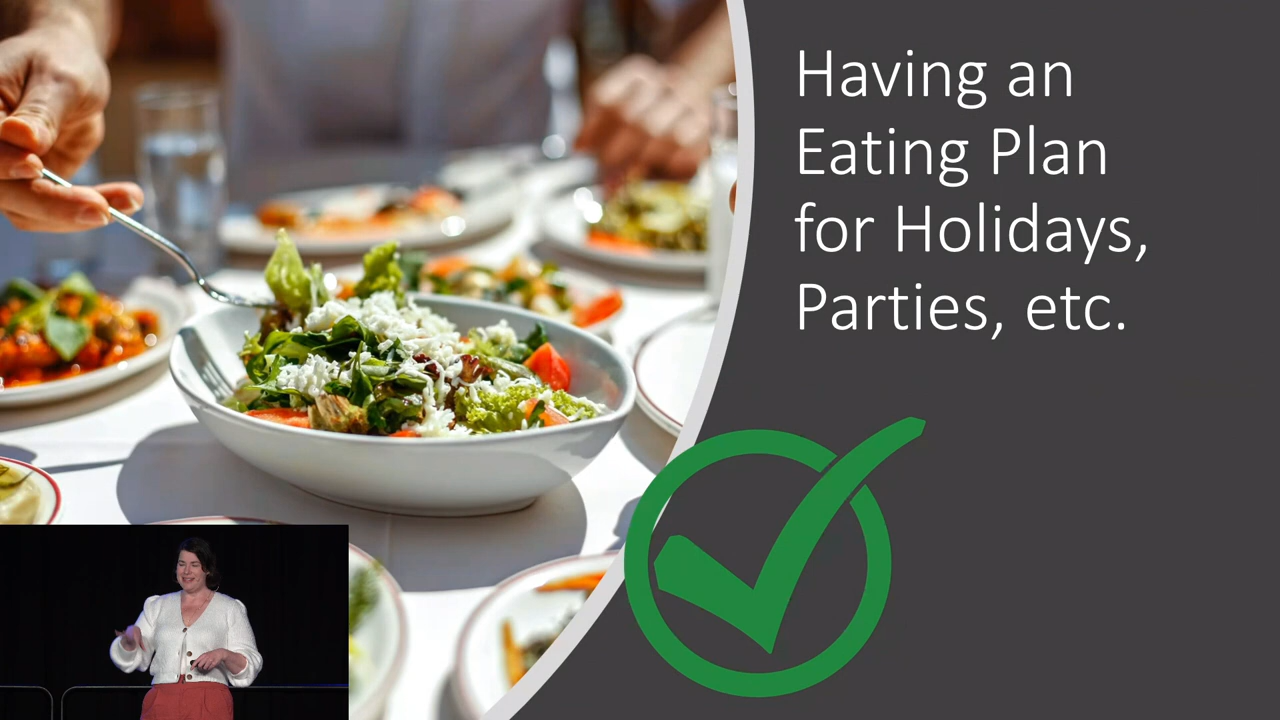 Having an
Eating Plan
for Holidays,
Parties, etc.